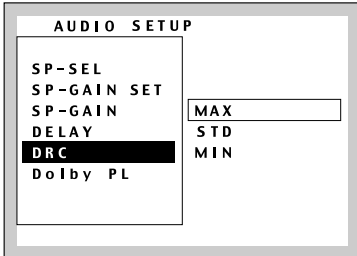 AUDIO SETUP
SP-SEL
SP-GAIN SET
SP-GAIN
DELAY
DRC
Dolby PL
MAX
STD
MIN